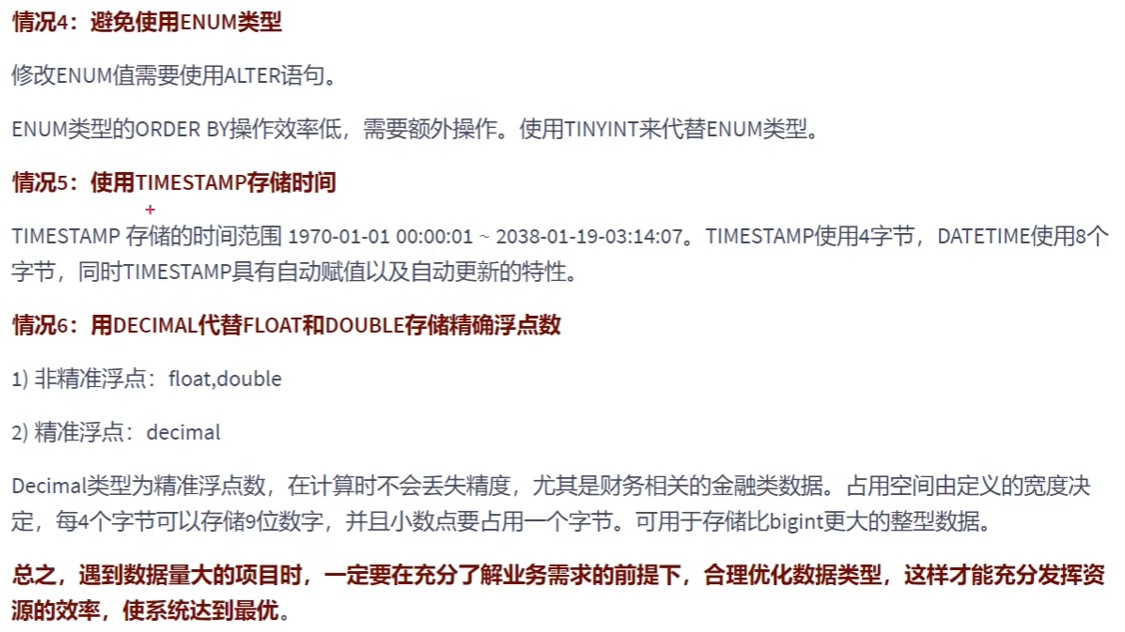 情况4：避免使用ENUM类型
修改ENUM值需要使用ALTER语句。
ENUM类型的ORDER BY操作效率低，需要额外操作。使用TINYINT来代替ENUM类型。
情况5：使用TIMESTAMP存储时间
TIMESTAMP 存储的时间范围 1970-01-01 00:00:01 ~ 2038-01-19-03:14:07。TIMESTAMP使用4字节，DATETIME使用8个
字节，同时TIMESTAMP具有自动赋值以及自动更新的特性。
情况6：用DECIMAL代替FLOAT和DOUBLE存储精确浮点数
1) 非精准浮点：float,double
2) 精准浮点：decimal
Decimal类型为精准浮点数，在计算时不会丢失精度，尤其是财务相关的金融类数据。占用空间由定义的宽度决
定，每4个字节可以存储9位数字，并且小数点要占用一个字节。可用于存储比bigint更大的整型数据。
总之，遇到数据量大的项目时，一定要在充分了解业务需求的前提下，合理优化数据类型，这样才能充分发挥资
源的效率，使系统达到最优。